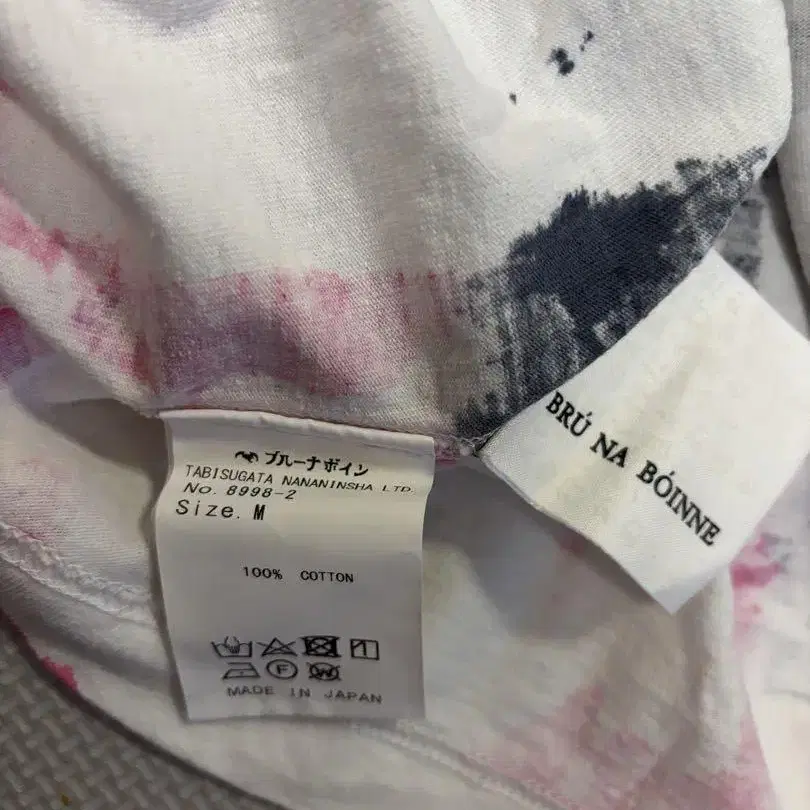 ブルーナボイン
TABISUGATA NANANINSHA LTD.
No. 8998-2
Size. M
100% COTTON
F W
MADE IN JAPAN
BRÚ NA BÓINNE